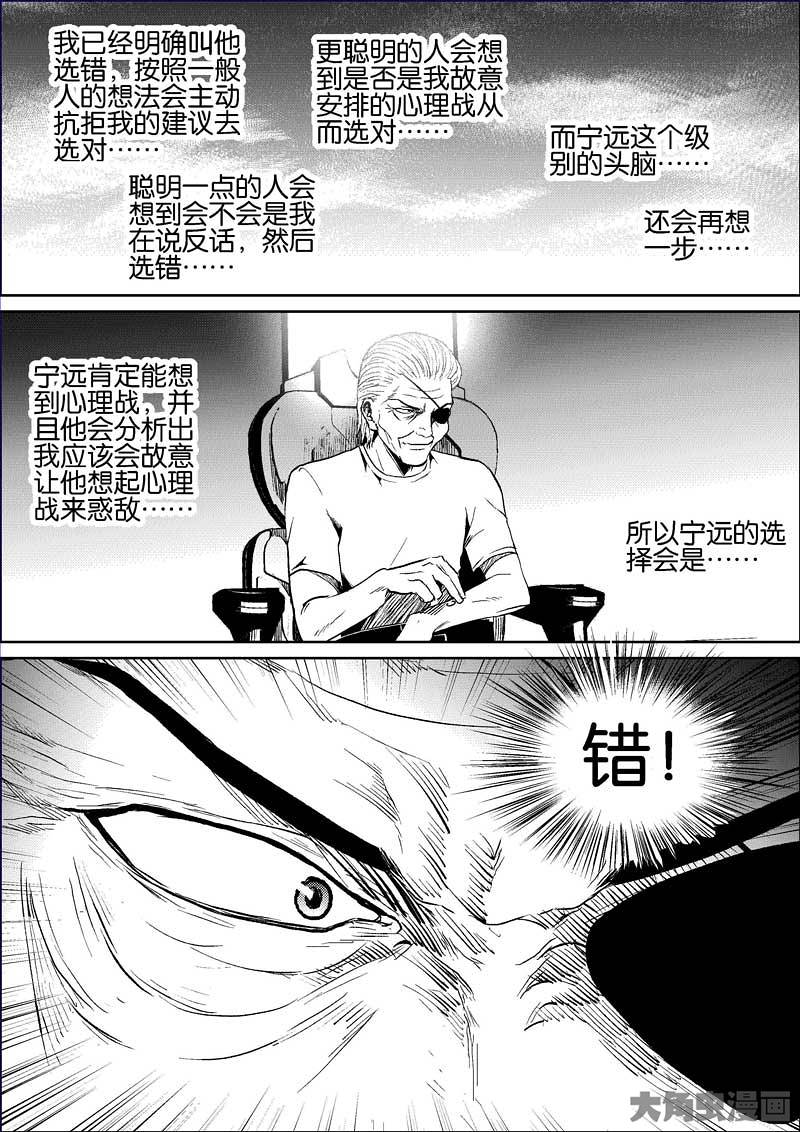 我已经明确叫他
选错，按照一般
人的想法会主动
抗拒我的建议去
选对……
聪明一点的人会
想到会不会是我
在说反话，然后
选错……
更聪明的人会想
到是否是我故意
安排的心理战从
而选对……
而宁远这个级
别的头脑……
还会再想
一步……
宁远肯定能想
到心理战，并
且他会分析出
我应该会故意
让他想起心理
战来惑敌……
所以宁远的选
择会是……
错！
大角虫漫画